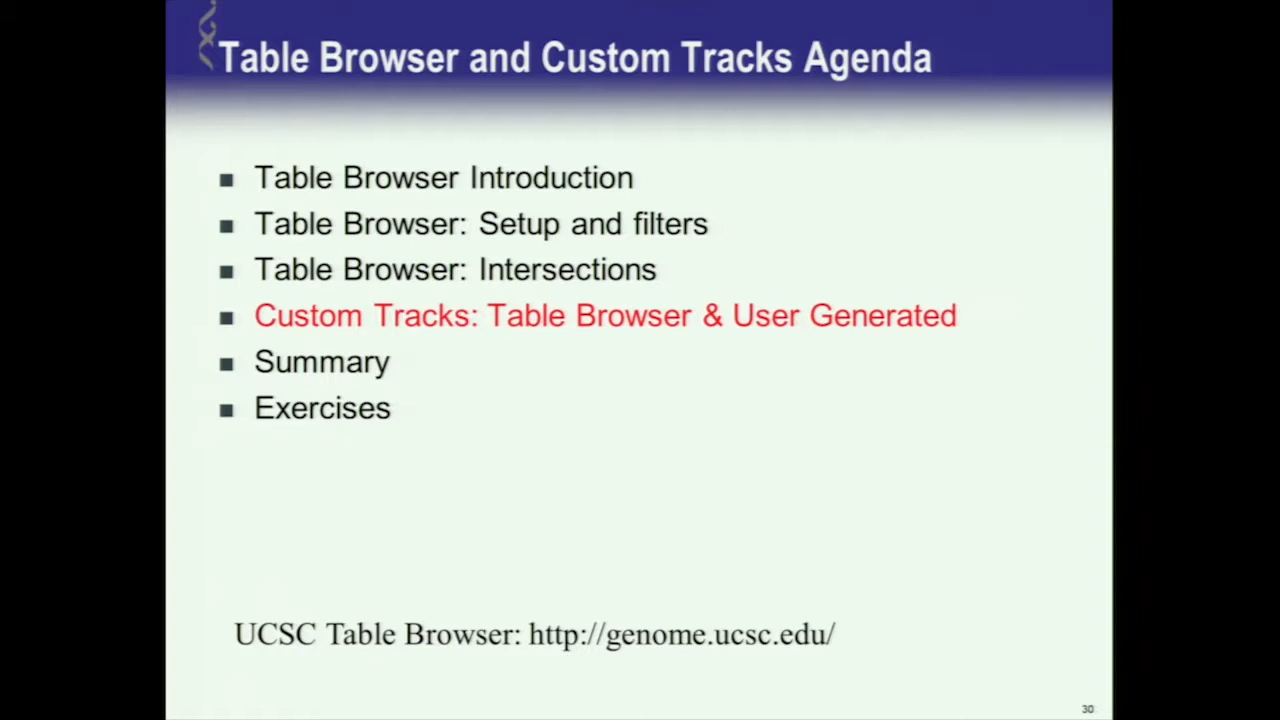 Table Browser and Custom Tracks Agenda
Table Browser Introduction
Table Browser: Setup and filters
Table Browser: Intersections
Custom Tracks: Table Browser & User Generated
Summary
Exercises
UCSC Table Browser: http://genome.ucsc.edu/
30